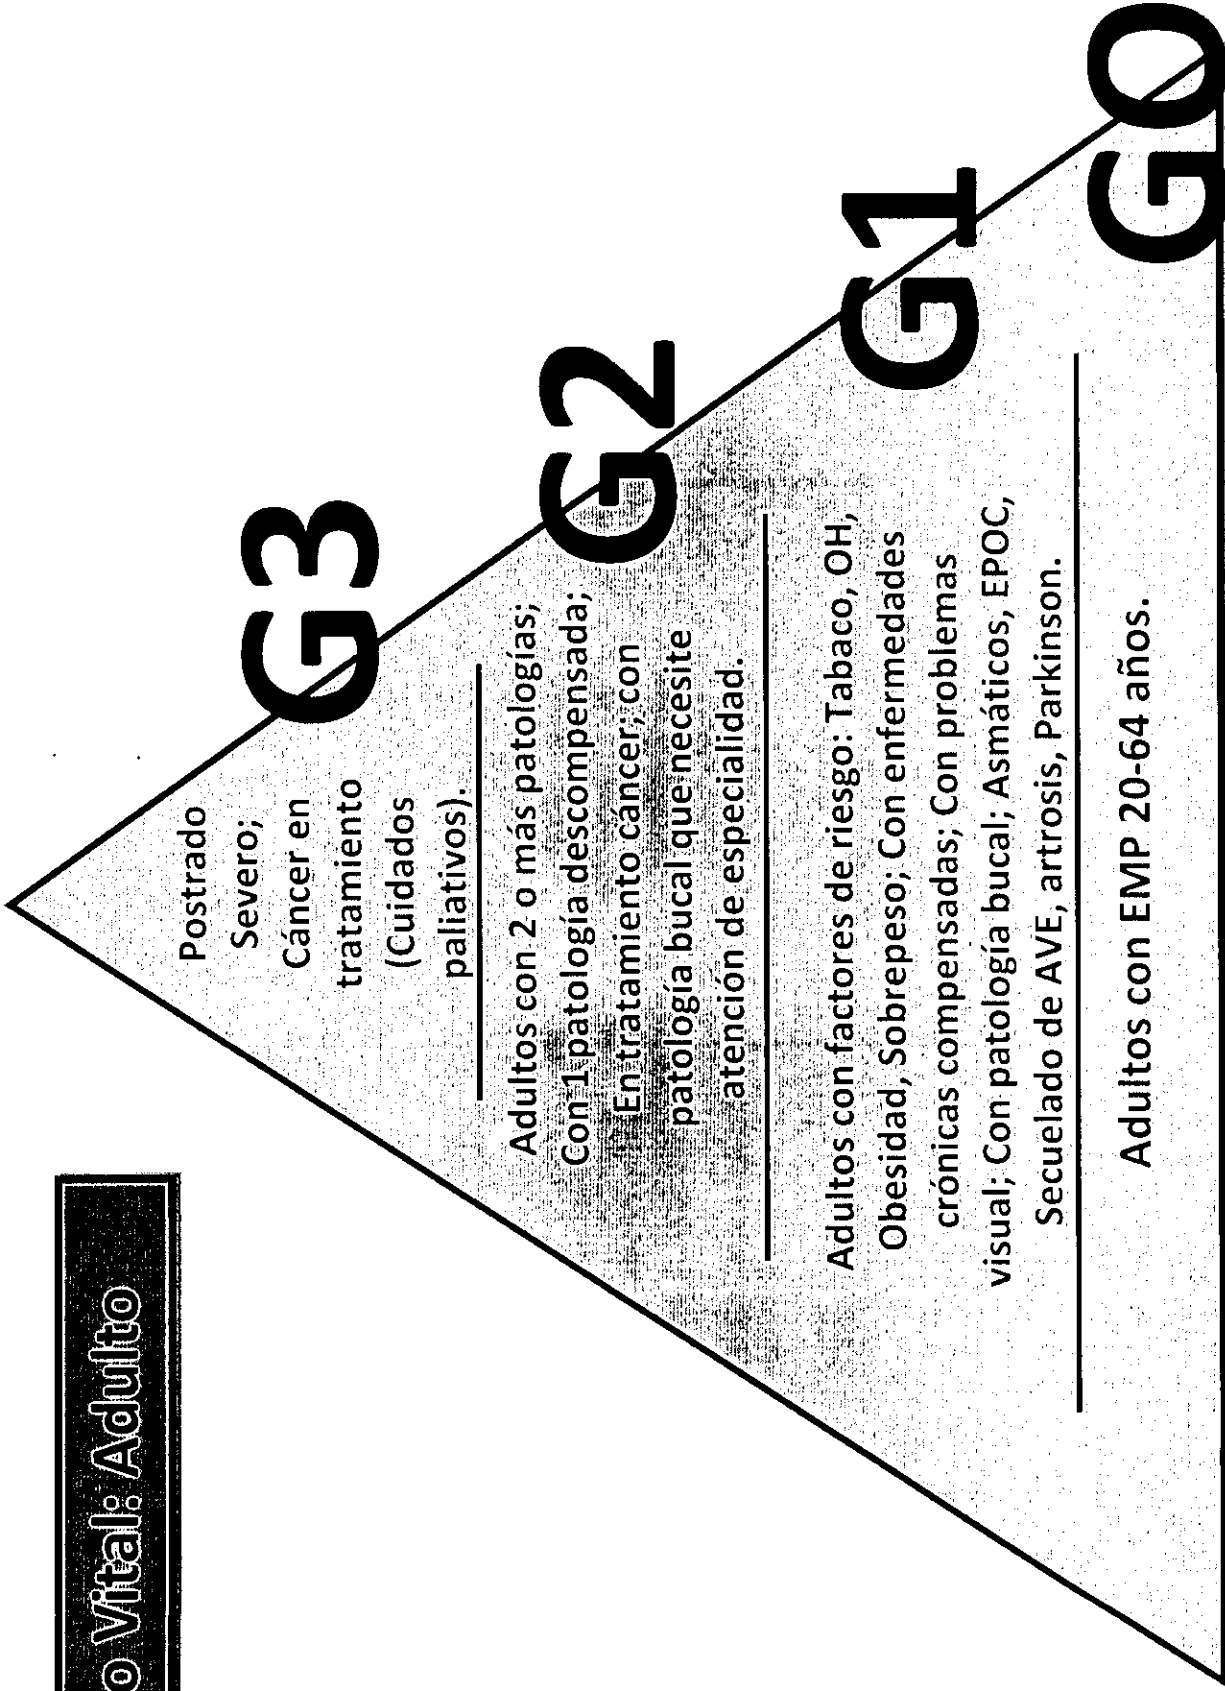 o Vital: Adulto
Postrado
Severo;
Cáncer en
tratamiento
(Cuidados
paliativos).
G3
Adultos con 2 o más patologías;
Con 1 patología descompensada;
En tratamiento cáncer; con
patología bucal que necesite
atención de especialidad.
G2
Adultos con factores de riesgo: Tabaco, OH,
Obesidad, Sobrepeso; Con enfermedades
crónicas compensadas; Con problemas
visual; Con patología bucal; Asmáticos, EPOC,
Secuelado de AVE, artrosis, Parkinson.
G1
Adultos con EMP 20-64 años.
G0